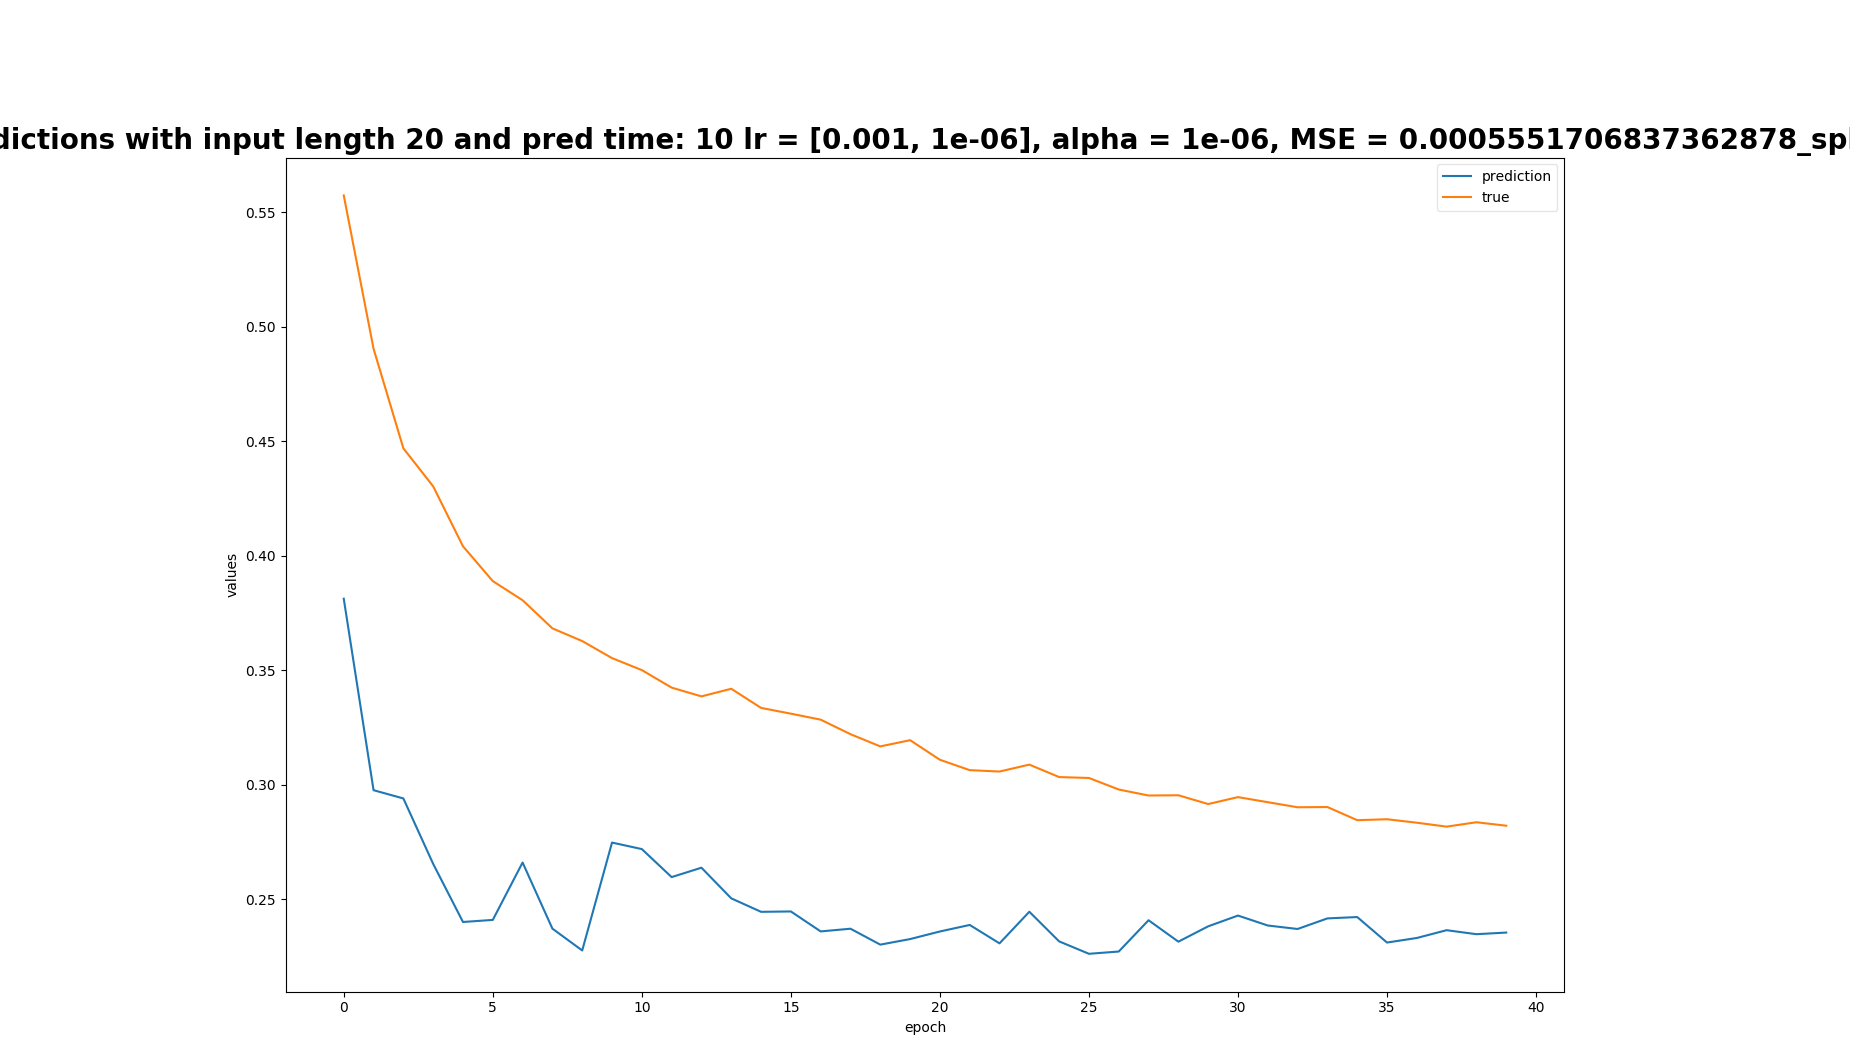 dictions with input length 20 and pred time: 10 lr = [0.001, 1e-06], alpha = 1e-06, MSE = 0.0005551706837362878_spl
prediction
true
0.55
0.50
0.45
0.40
0.35
0.30
0.25
values
0 5 10 15 20 25 30 35 40
epoch